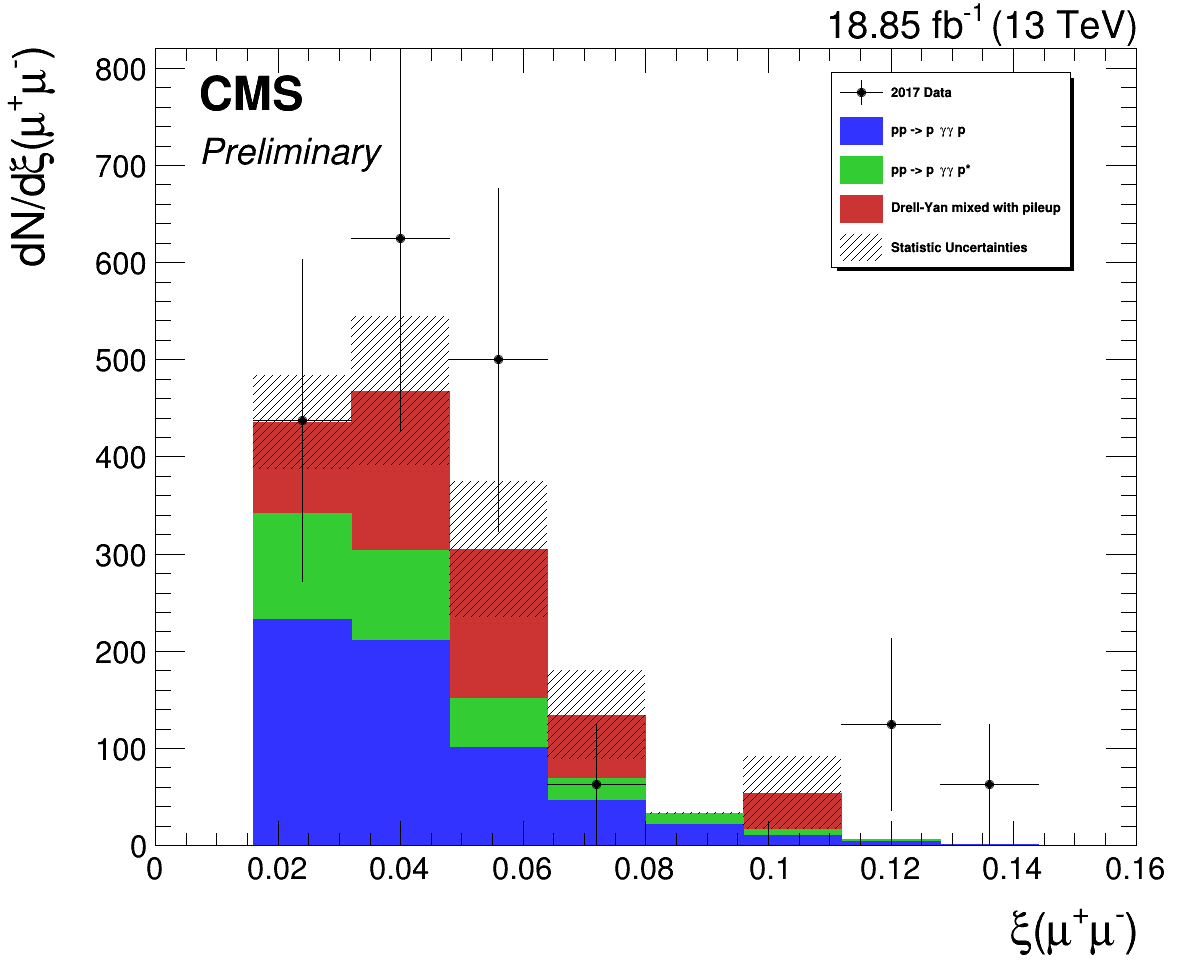 18.85 fb⁻¹ (13 TeV)
dN/dξ(μ⁺μ⁻)
CMS
Preliminary
2017 Data
pp -> p γγ p
pp -> p γγ p*
Drell-Yan mixed with pileup
Statistic Uncertainties
800
700
600
500
400
300
200
100
0
0 0.02 0.04 0.06 0.08 0.1 0.12 0.14 0.16
ξ(μ⁺μ⁻)